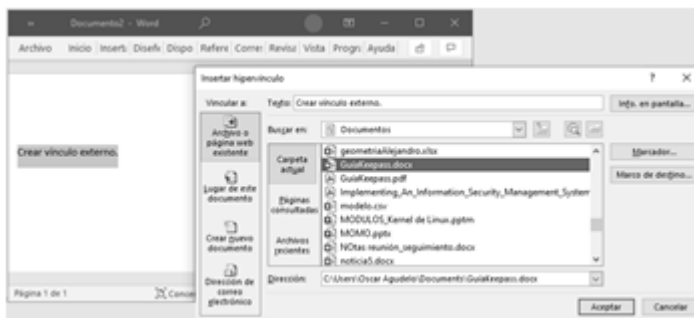 Documento2 - Word
Archivo Inicio Insert Diseñ Dispo Refere Corre Revisa Vista Progra Ayuda
Crear vínculo externo.
Página 1 de 1
Insertar hipervínculo
Vincular a:
Texto: Crear vínculo externo.
Info. en pantalla...
Archivo o página web existente
Lugar de este documento
Crear nuevo documento
Dirección de correo electrónico
Buscar en: Documentos
Carpeta actual
Páginas consultadas
Archivos recientes
geometriaAlejandro.xlsx
GuiaKeepass.docx
GuiaKeepass.pdf
Implementing_An_Information_Security_Management_System
modelo.csv
MODULOS_Kernel de Linux.pptm
MOMO.pptx
NOtas reunión_seguimiento.docx
noticia5.docx
Dirección: C:\Users\Oscar Agudelo\Documents\GuiaKeepass.docx
Marcador...
Marco de destino...
Aceptar Cancelar